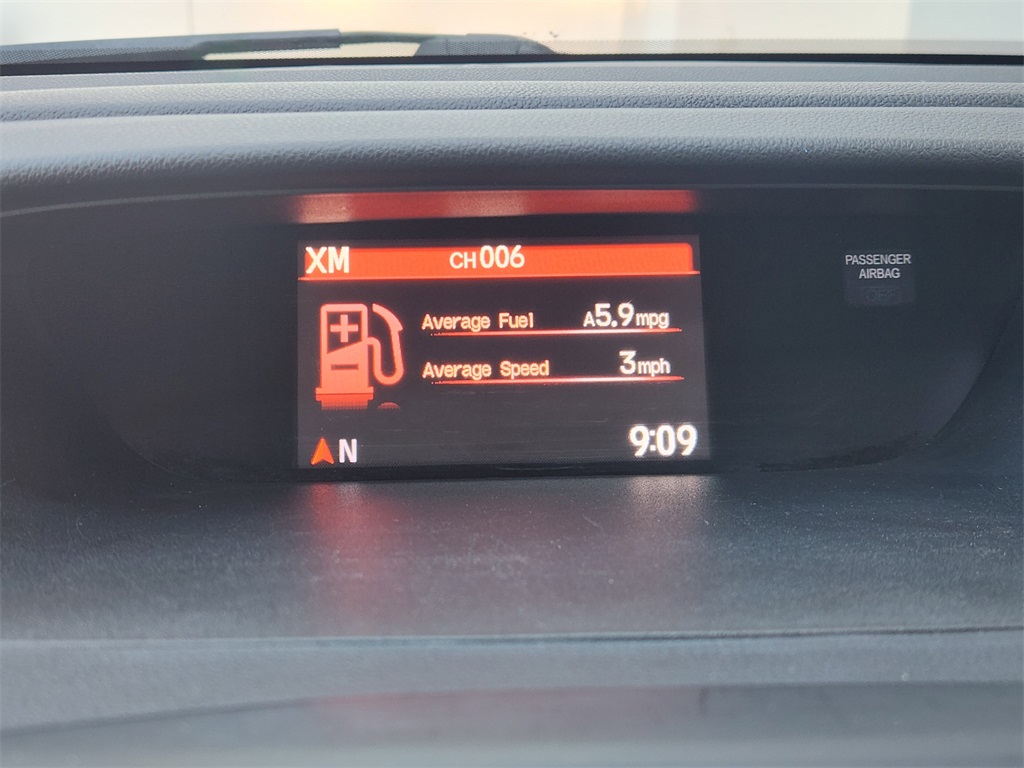 XM CH006
Average Fuel A5.9mpg
Average Speed 3mph
N 9:09
PASSENGER
AIRBAG